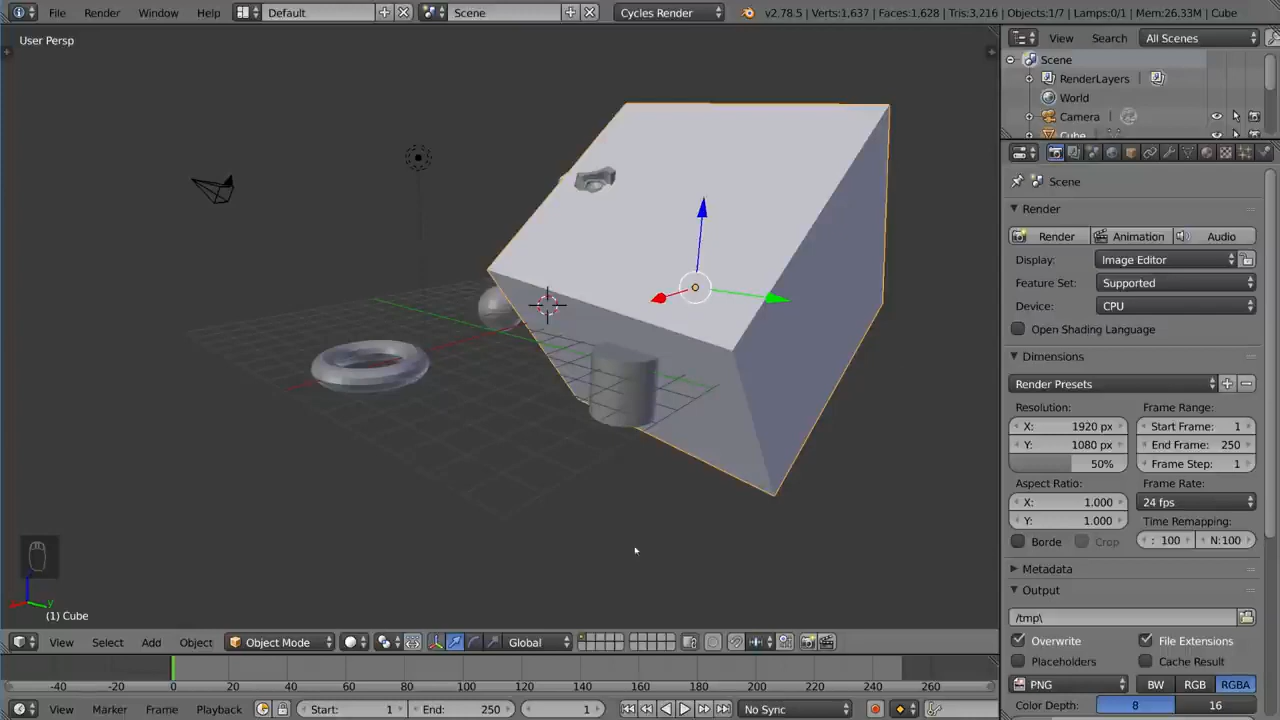 File Render Window Help Default Scene Cycles Render v2.78.5 | Verts:1,637 | Faces:1,628 | Tris:3,216 | Objects:1/7 | Lamps:0/1 | Mem:26.33M | Cube
User Persp
View Search All Scenes
Scene
RenderLayers
World
Camera
Cube
Scene
Render
Render Animation Audio
Display: Image Editor
Feature Set: Supported
Device: CPU
Open Shading Language
Dimensions
Render Presets
Resolution: Frame Range:
X: 1920 px Start Frame: 1
Y: 1080 px End Frame: 250
50% Frame Step: 1
Aspect Ratio: Frame Rate:
X: 1.000 24 fps
Y: 1.000 Time Remapping:
Borde Crop : 100 N:100
Metadata
Output
/tmp\
Overwrite File Extensions
Placeholders Cache Result
PNG BW RGB RGBA
Color Depth: 8 16
y
(1) Cube
View Select Add Object Object Mode Global
-40 -20 0 20 40 60 80 100 120 140 160 180 200 220 240 260
View Marker Frame Playback Start: 1 End: 250 1 No Sync